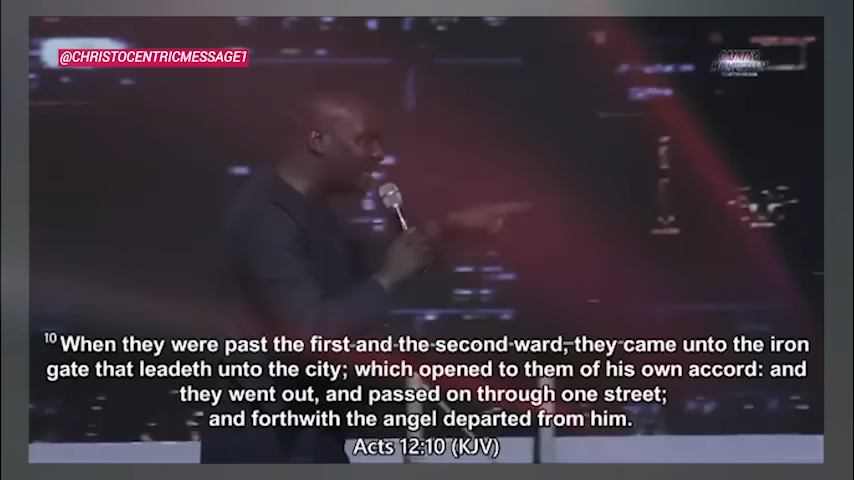 @CHRISTOCENTRICMESSAGE1
10 When they were past the first and the second ward, they came unto the iron
gate that leadeth unto the city; which opened to them of his own accord: and
they went out, and passed on through one street;
and forthwith the angel departed from him.
Acts 12:10 (KJV)